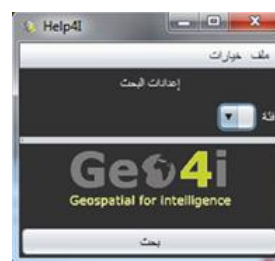 Help4I
ملف خيارات
إعدادات البحث
Geo4i
Geospatial for Intelligence
بحث